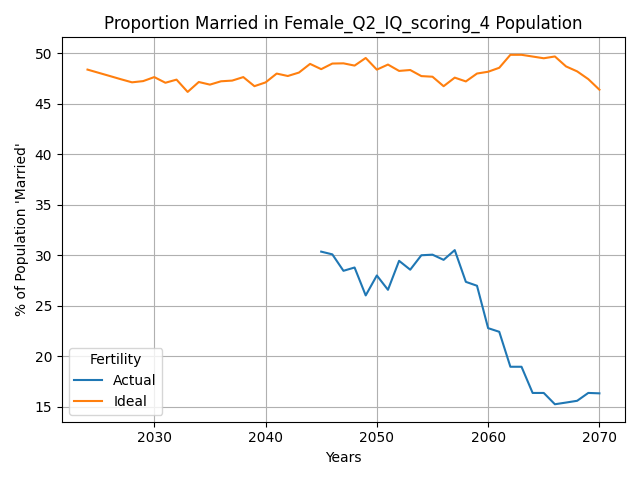 Proportion Married in Female_Q2_IQ_scoring_4 Population
% of Population 'Married'
50
45
40
35
30
25
20
15
Fertility
Actual
Ideal
2030 2040 2050 2060 2070
Years